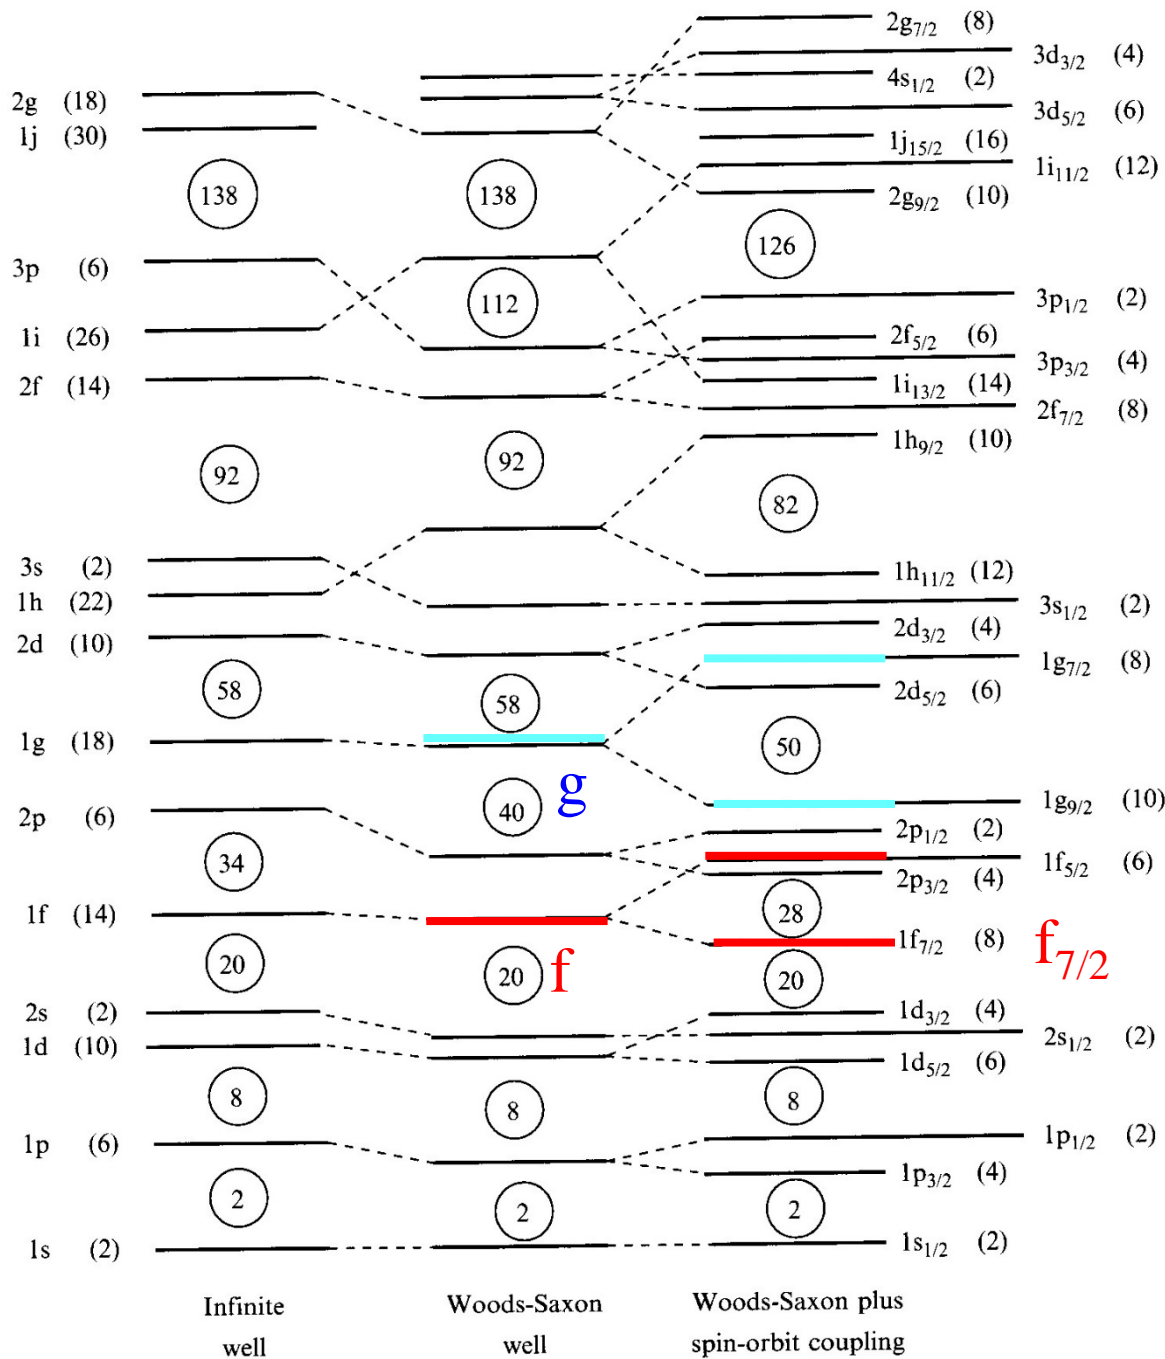 2g7/2 (8)
3d3/2 (4)
4s1/2 (2)
2g (18)
3d5/2 (6)
1j (30)
1j15/2 (16)
1i11/2 (12)
138
138
2g9/2 (10)
126
3p (6)
112
3p1/2 (2)
1i (26)
2f5/2 (6)
3p3/2 (4)
2f (14)
1i13/2 (14)
2f7/2 (8)
1h9/2 (10)
92
92
82
3s (2)
1h11/2 (12)
1h (22)
3s1/2 (2)
2d (10)
2d3/2 (4)
1g7/2 (8)
58
58
2d5/2 (6)
1g (18)
50
g
40
1g9/2 (10)
2p (6)
2p1/2 (2)
34
1f5/2 (6)
2p3/2 (4)
1f (14)
28
1f7/2 (8)
f7/2
20
20
f
20
2s (2)
1d3/2 (4)
2s1/2 (2)
1d (10)
1d5/2 (6)
8
8
8
1p (6)
1p1/2 (2)
1p3/2 (4)
2
2
2
1s (2)
1s1/2 (2)
Infinite
well
Woods-Saxon
well
Woods-Saxon plus
spin-orbit coupling